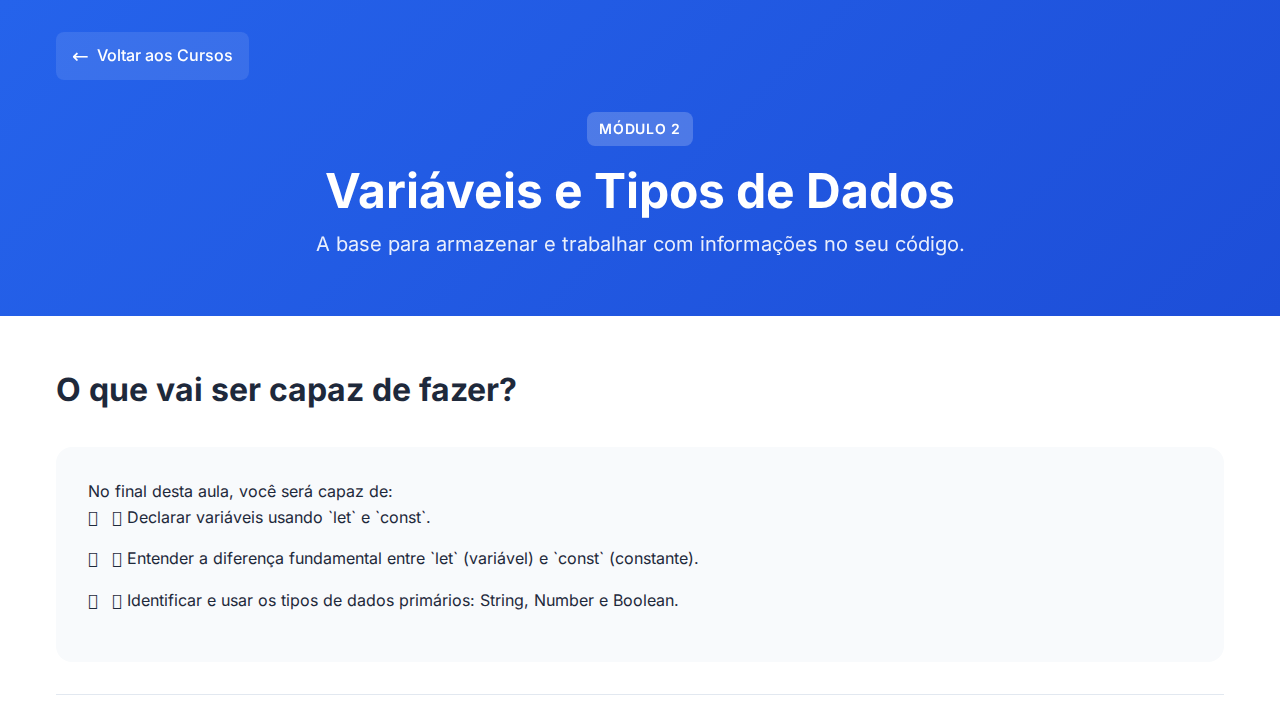 ← Voltar aos Cursos
MÓDULO 2
Variáveis e Tipos de Dados
A base para armazenar e trabalhar com informações no seu código.
O que vai ser capaz de fazer?
No final desta aula, você será capaz de:
Declarar variáveis usando `let` e `const`.
Entender a diferença fundamental entre `let` (variável) e `const` (constante).
Identificar e usar os tipos de dados primários: String, Number e Boolean.